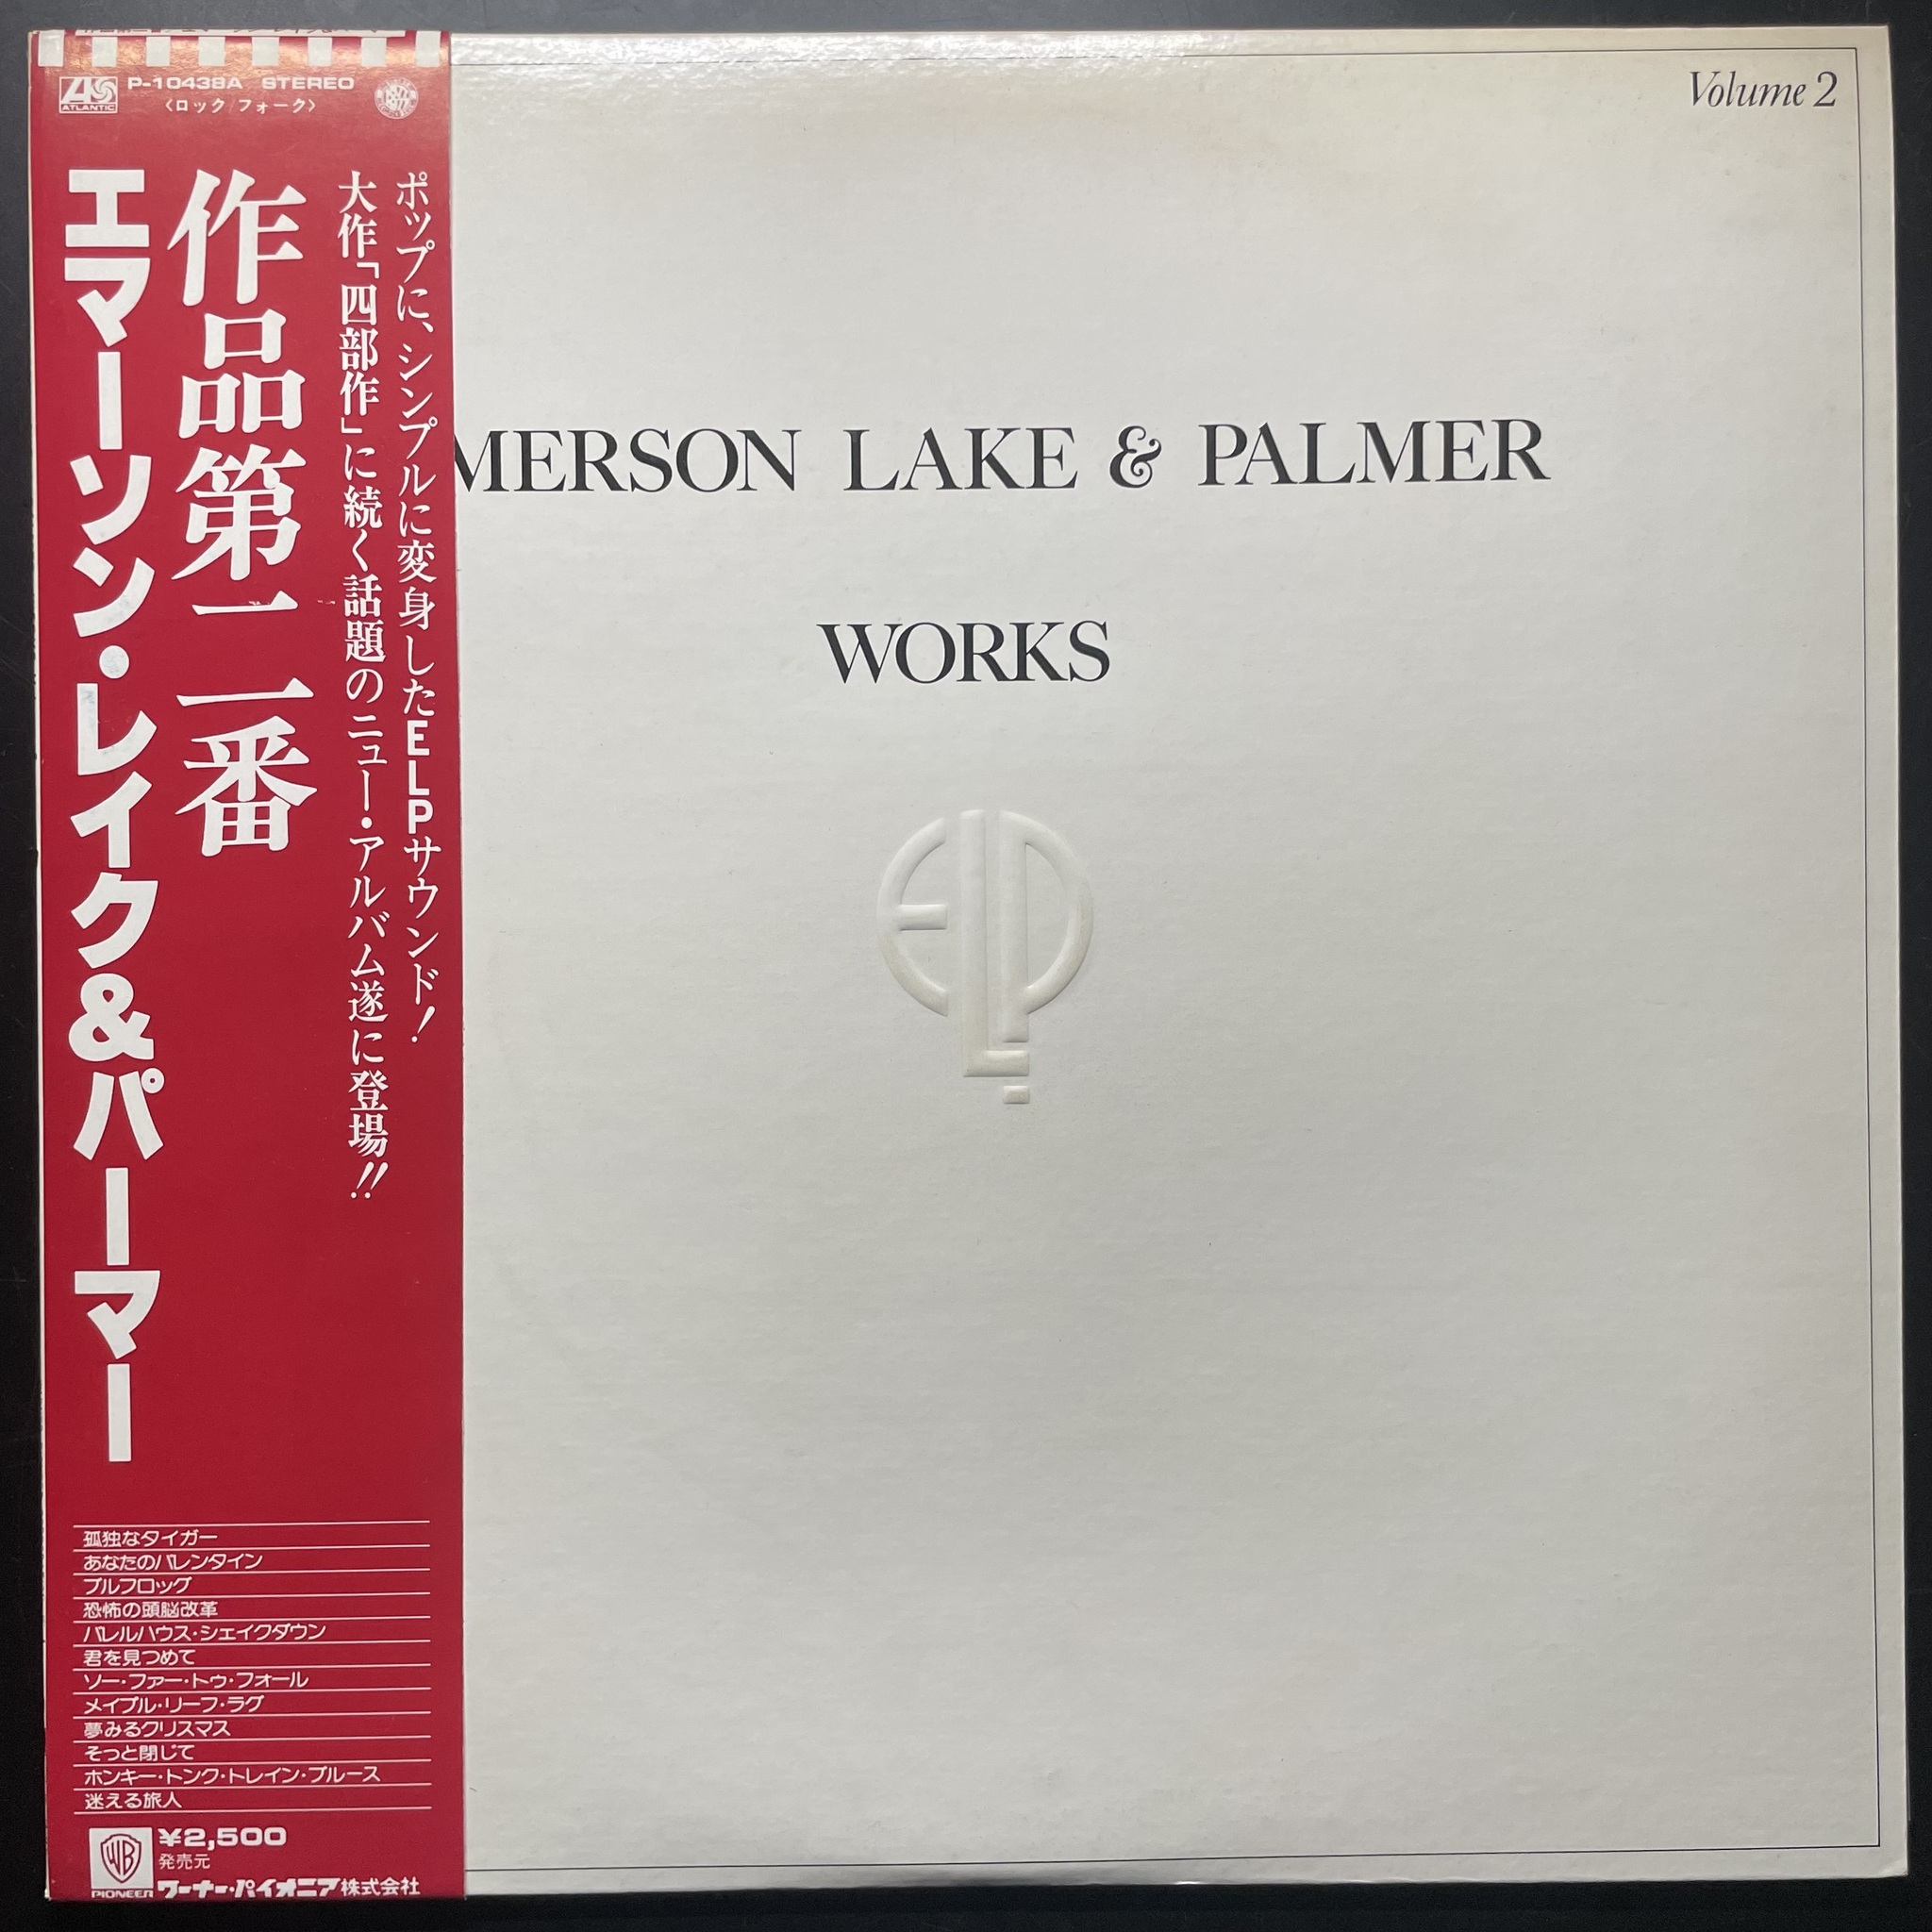 ATLANTIC
P-10438A STEREO
〈ロック/フォーク〉
ポップに、シンプルに変身したELPサウンド!
大作「四部作」に続く話題のニュー・アルバム遂に登場!!
作品第二番
エマーソン・レイク&パーマー
孤独なタイガー
あなたのバレンタイン
ブルフロッグ
恐怖の頭脳改革
バレルハウス・シェイクダウン
君を見つめて
ソー・ファー・トゥ・フォール
メイプル・リーフ・ラグ
夢みるクリスマス
そっと閉じて
ホンキー・トンク・トレイン・ブルース
迷える旅人
¥2,500
発売元
WB
PIONEER
ワーナー・パイオニア株式会社
Volume 2
MERSON LAKE & PALMER
WORKS
ELP